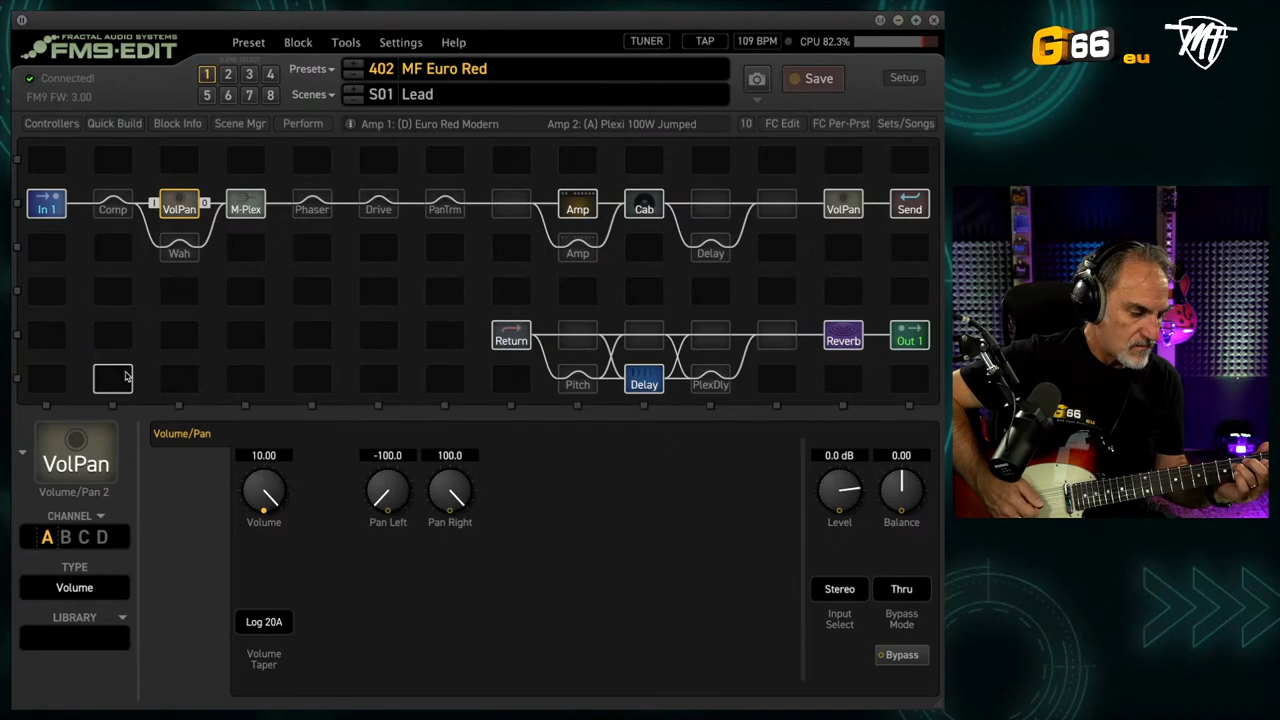 FRACTAL AUDIO SYSTEMS
FM9-EDIT
Preset Block Tools Settings Help
TUNER TAP 109 BPM CPU 82.3%
Connected!
FM9 FW: 3.00
SCENE SELECT
1 2 3 4
5 6 7 8
Presets 402 MF Euro Red
Scenes S01 Lead
Save
Setup
Controllers Quick Build Block Info Scene Mgr Perform Amp 1: (D) Euro Red Modern Amp 2: (A) Plexi 100W Jumped 10 FC Edit FC Per-Prst Sets/Songs
In 1 Comp I VolPan O M-Plex Phaser Drive PanTrm Amp Cab VolPan Send
Wah Amp Delay
Return Reverb Out 1
Pitch Delay PlexDly
VolPan
Volume/Pan 2
CHANNEL
A B C D
TYPE
Volume
LIBRARY
Volume/Pan
10.00 -100.0 100.0 0.0 dB 0.00
Volume Pan Left Pan Right Level Balance
Log 20A
Volume
Taper
Stereo Thru
Input
Select
Bypass
Mode
Bypass
G66
eu
MH
G66
eu